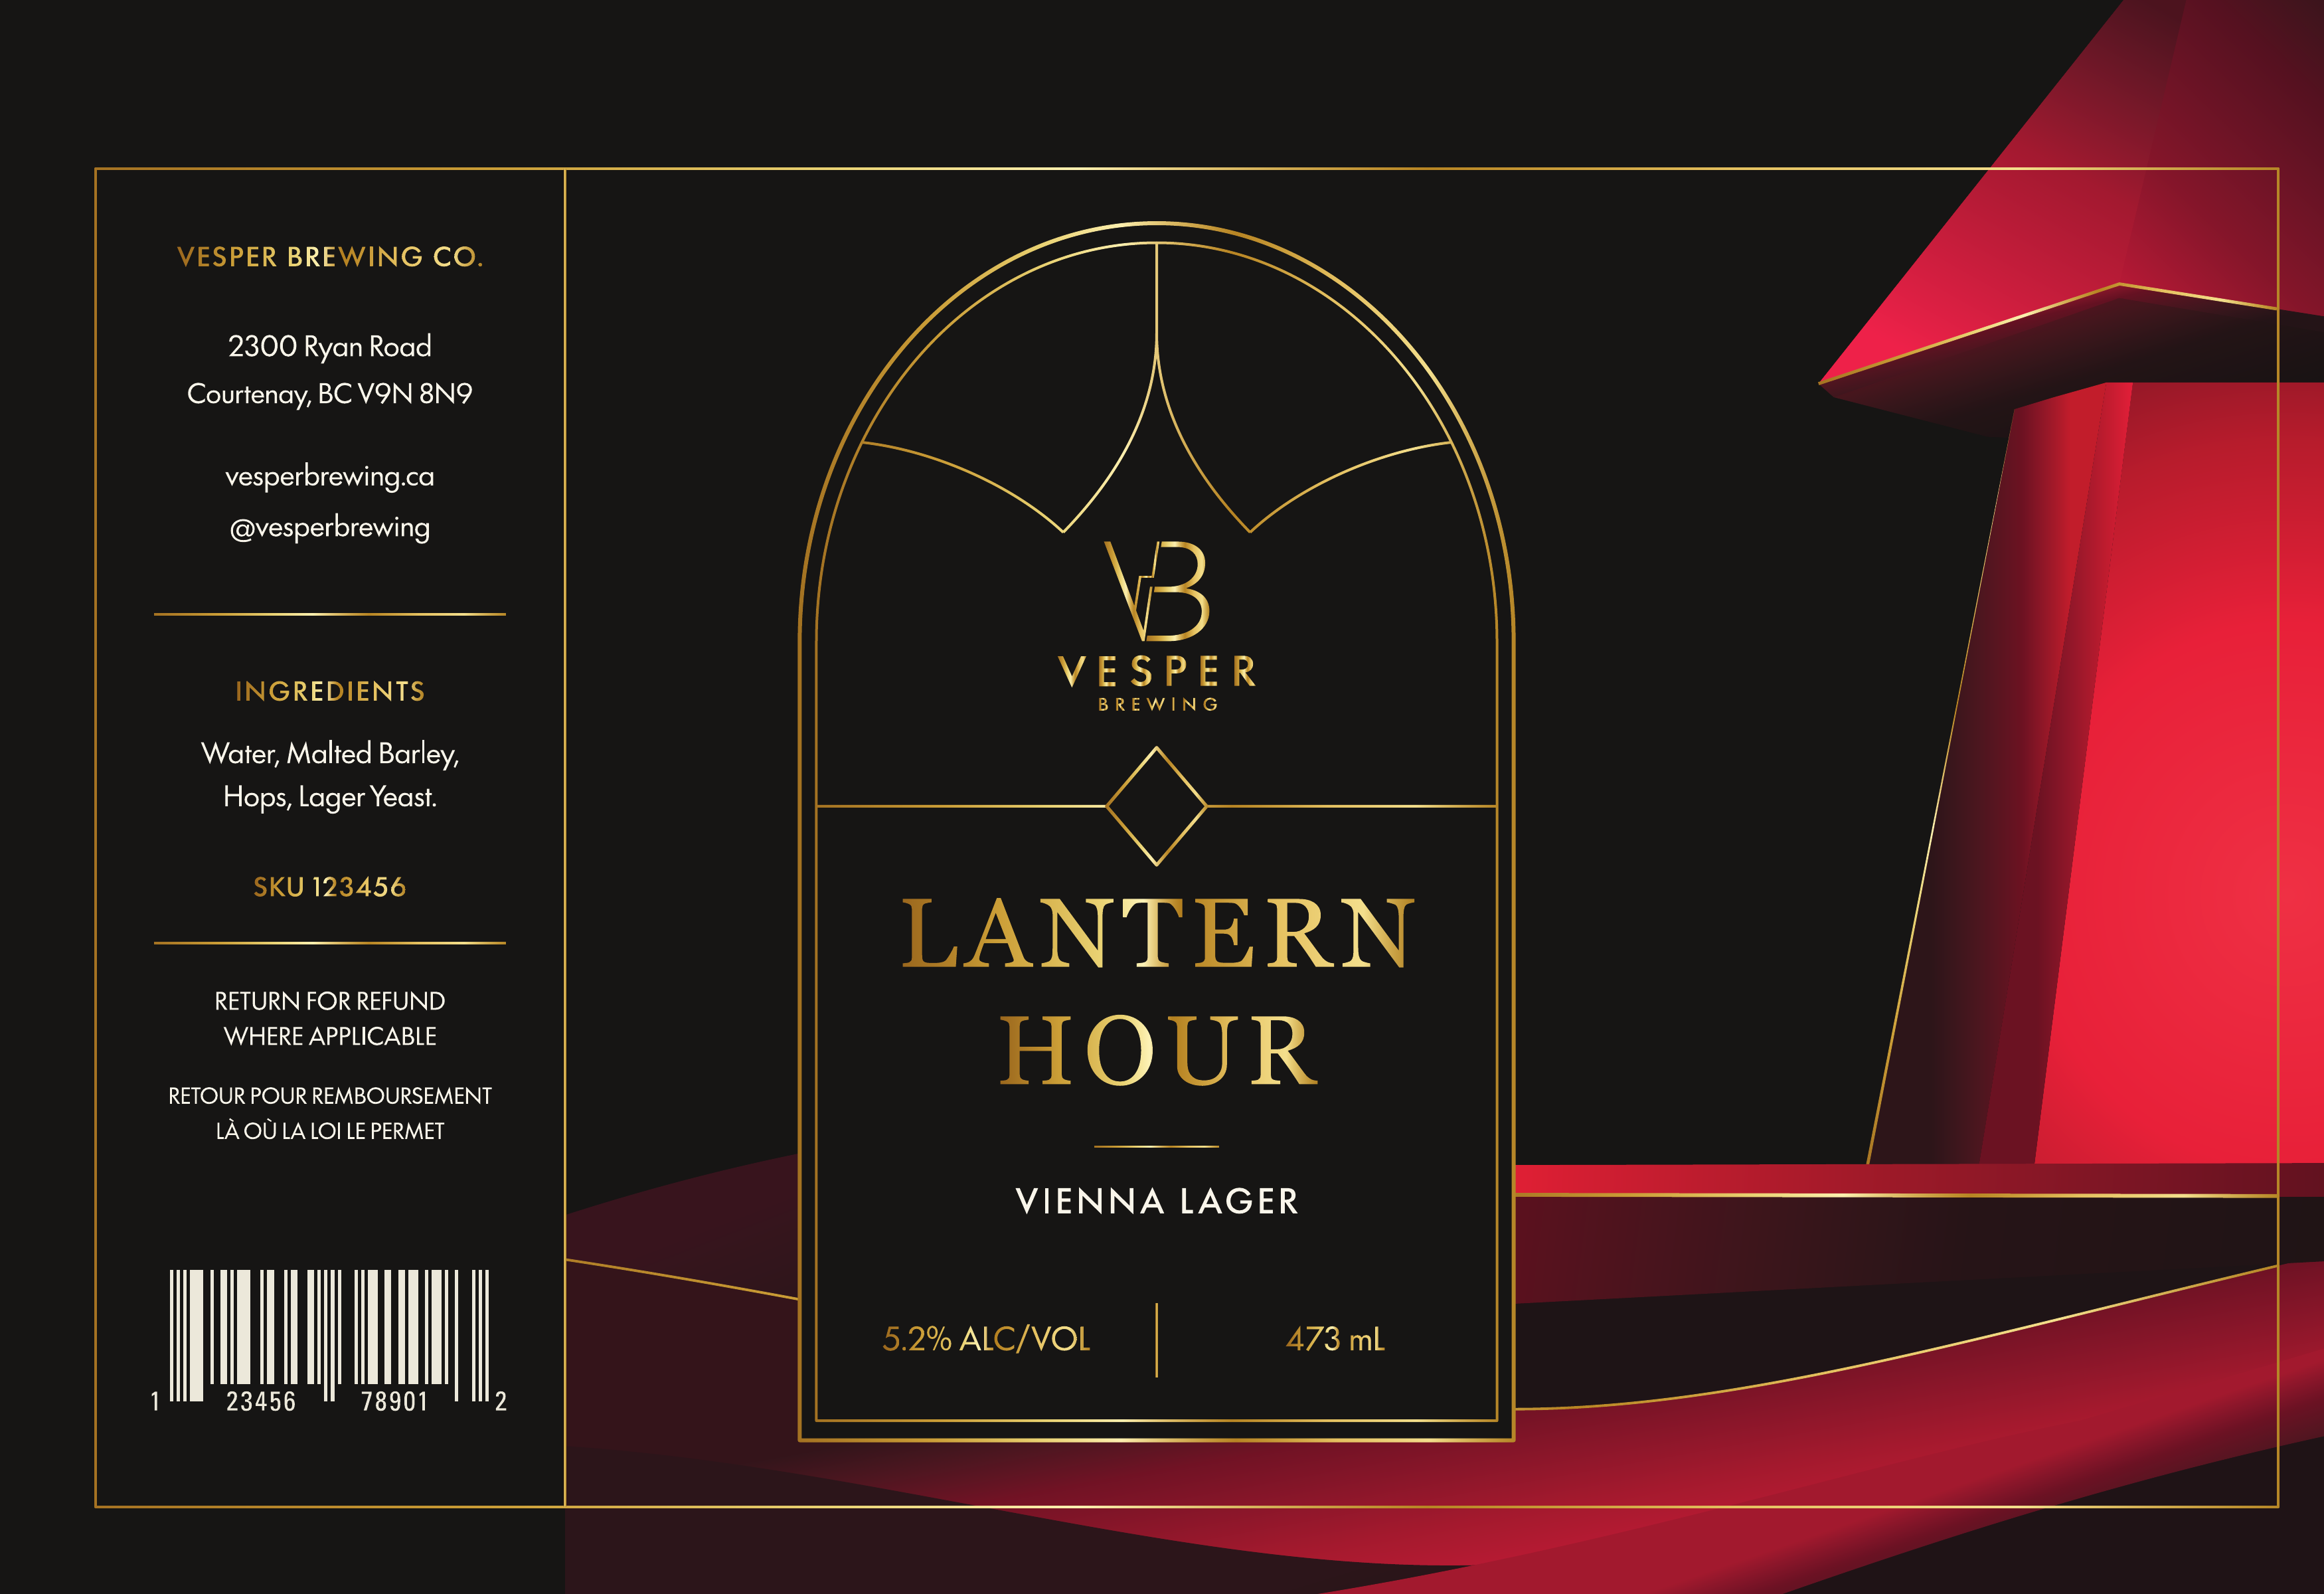 VESPER BREWING CO.
2300 Ryan Road
Courtenay, BC V9N 8N9
vesperbrewing.ca
@vesperbrewing
INGREDIENTS
Water, Malted Barley,
Hops, Lager Yeast.
SKU 123456
RETURN FOR REFUND
WHERE APPLICABLE
RETOUR POUR REMBOURSEMENT
LÀ OÙ LA LOI LE PERMET
1 23456 78901 2
VB
VESPER
BREWING
LANTERN
HOUR
VIENNA LAGER
5.2% ALC/VOL
473 mL